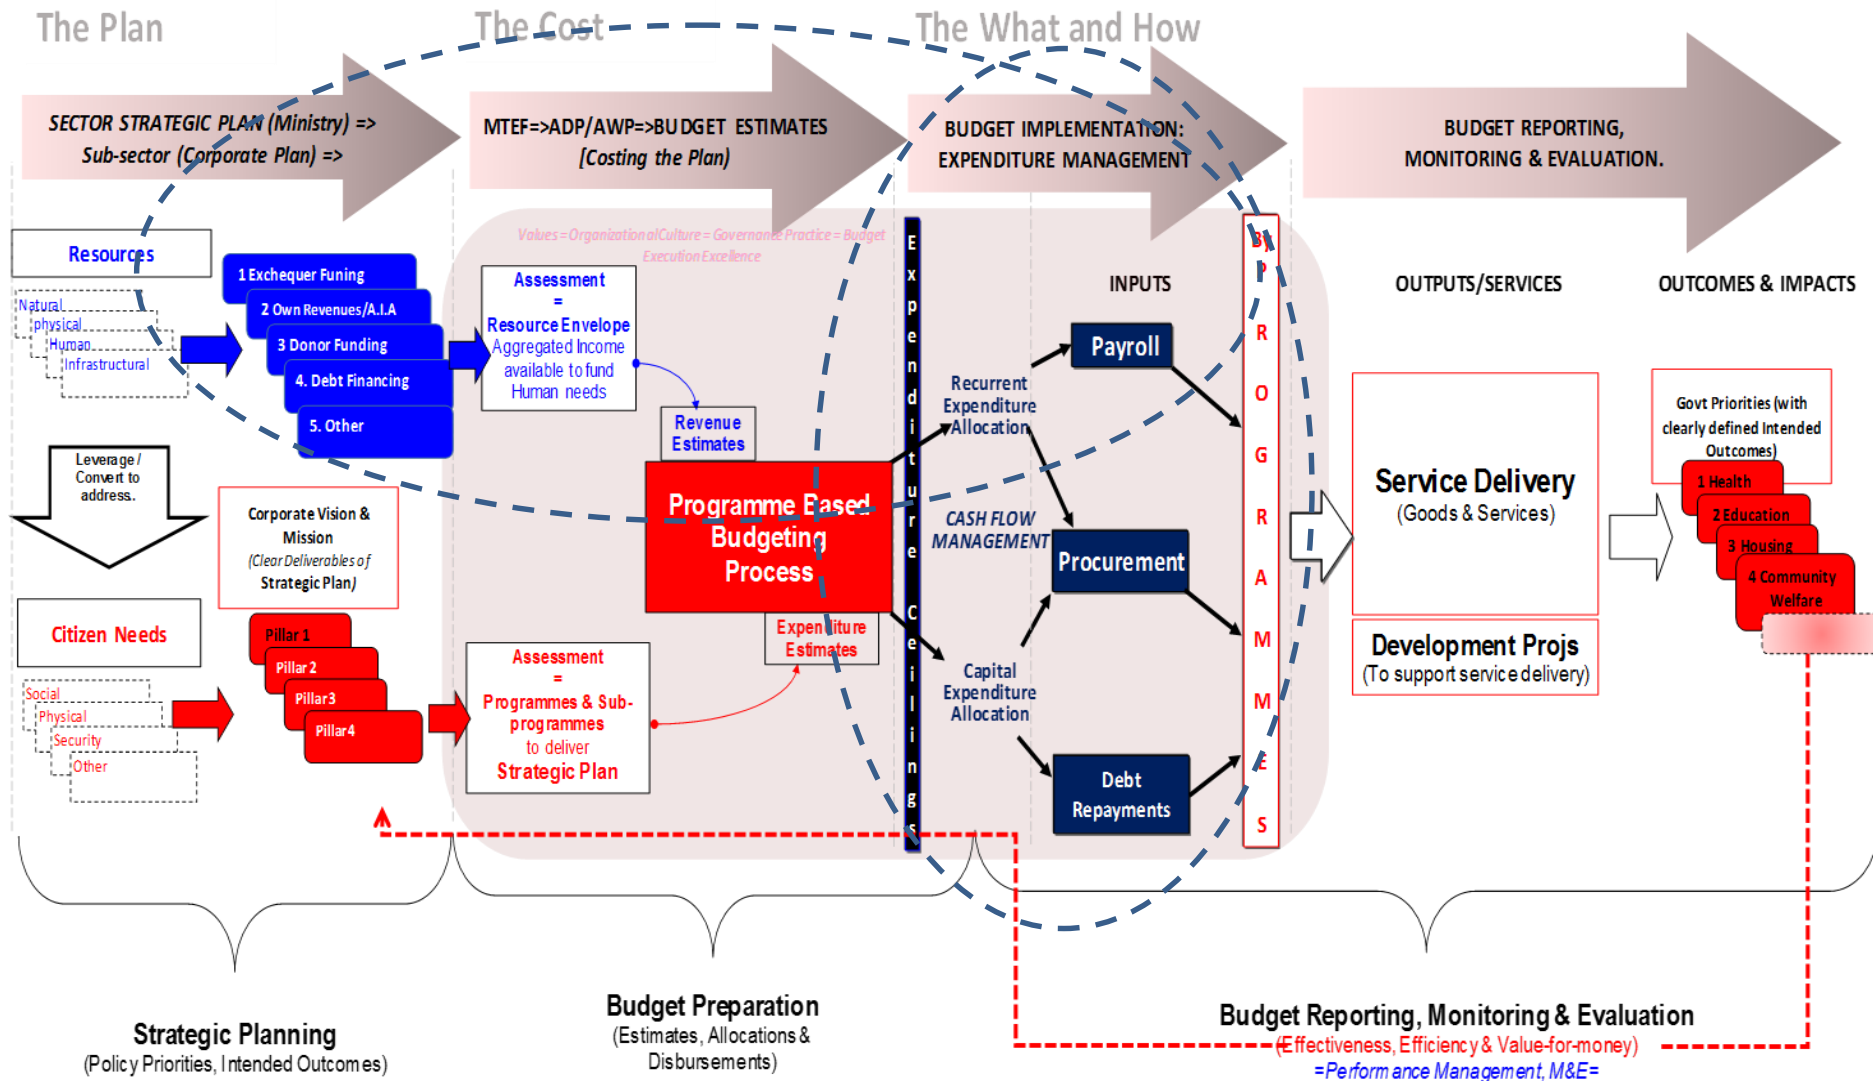 The Plan
The Cost
The What and How
SECTOR STRATEGIC PLAN (Ministry) =>
Sub-sector (Corporate Plan) =>
MTEF=>ADP/AWP=>BUDGET ESTIMATES
[Costing the Plan)
BUDGET IMPLEMENTATION:
EXPENDITURE MANAGEMENT
BUDGET REPORTING,
MONITORING & EVALUATION.
Resources
Natural
physical
Human
Infrastructural
1 Exchequer Funing
2 Own Revenues/A.I.A
3 Donor Funding
4. Debt Financing
5. Other
Values = Organizational Culture = Governance Practice = Budget
Execution Excellence
Assessment
=
Resource Envelope
Aggregated Income
available to fund
Human needs
Revenue
Estimates
Programme Based
Budgeting
Process
Expenditure
Estimates
Leverage /
Convert to
address..
Corporate Vision &
Mission
(Clear Deliverables of
Strategic Plan)
Citizen Needs
Social
Physical
Security
Other
Pillar 1
Pillar 2
Pillar3
Pillar4
Assessment
=
Programmes & Sub-
programmes
to deliver
Strategic Plan
Expenditure Ceilings
INPUTS
Recurrent
Expenditure
Allocation
CASH FLOW
MANAGEMENT
Capital
Expenditure
Allocation
Payroll
Procurement
Debt
Repayments
By
PROGRAMMES
OUTPUTS/SERVICES
Service Delivery
(Goods & Services)
Development Projs
(To support service delivery)
OUTCOMES & IMPACTS
Govt Priorities (with
clearly defined Intended
Outcomes)
1 Health
2 Education
3 Housing
4 Community
Welfare
Strategic Planning
(Policy Priorities, Intended Outcomes)
Budget Preparation
(Estimates, Allocations &
Disbursements)
Budget Reporting, Monitoring & Evaluation
(Effectiveness, Efficiency & Value-for-money)
=Performance Management, M&E=